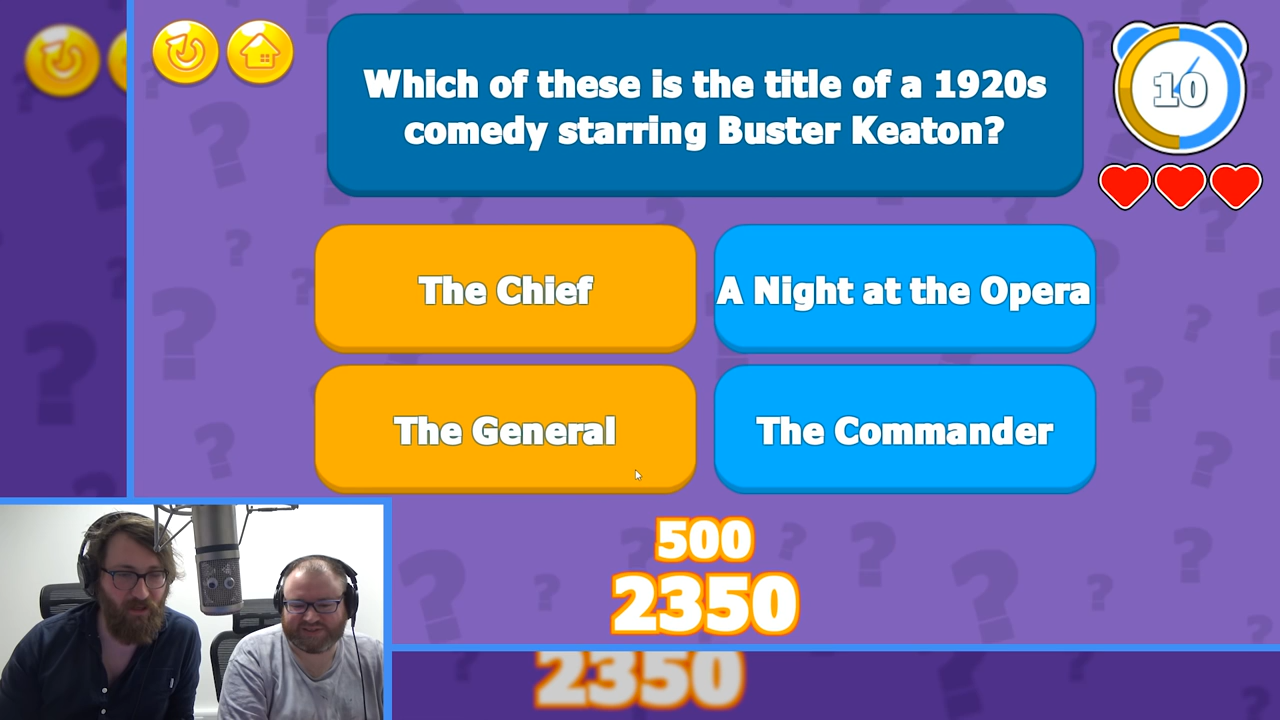 Which of these is the title of a 1920s
comedy starring Buster Keaton?
10
The Chief
A Night at the Opera
The General
The Commander
500
2350
2350